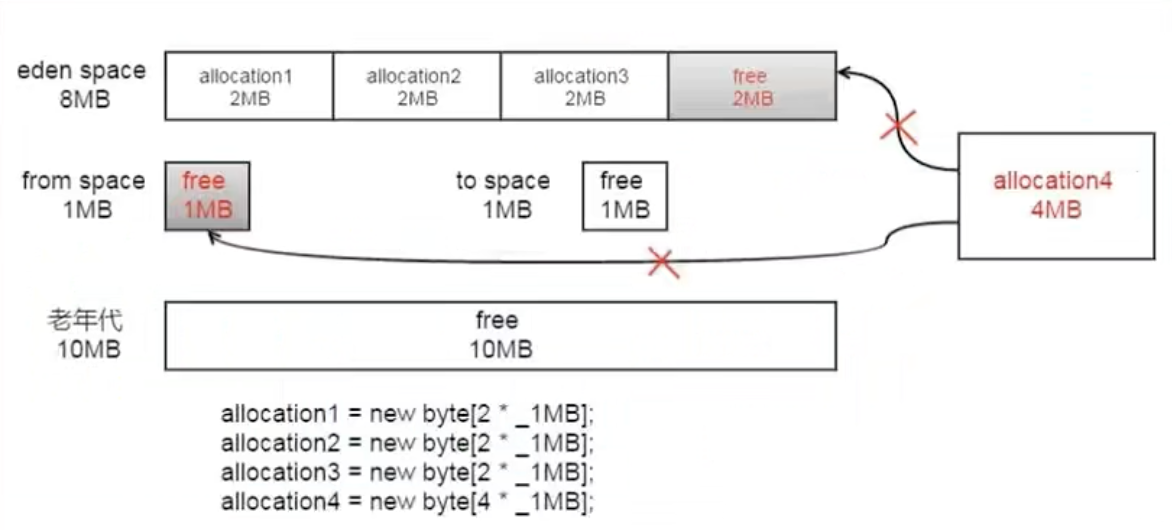 eden space
8MB
allocation1
2MB
allocation2
2MB
allocation3
2MB
free
2MB
from space
1MB
free
1MB
to space
1MB
free
1MB
allocation4
4MB
老年代
10MB
free
10MB
allocation1 = new byte[2 * _1MB];
allocation2 = new byte[2 * _1MB];
allocation3 = new byte[2 * _1MB];
allocation4 = new byte[4 * _1MB];